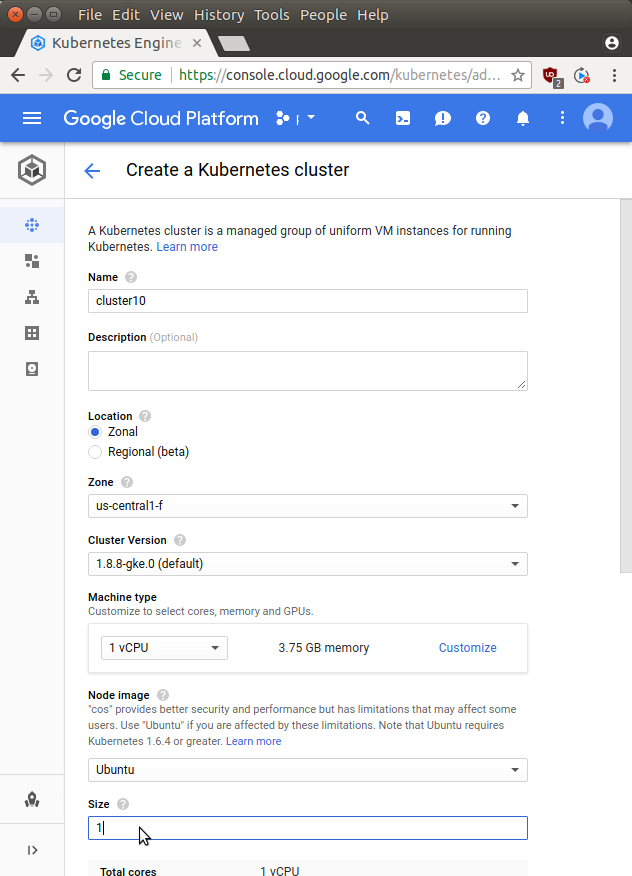 File Edit View History Tools People Help
Kubernetes Engine
Secure https://console.cloud.google.com/kubernetes/ad...
2
Google Cloud Platform
Create a Kubernetes cluster
A Kubernetes cluster is a managed group of uniform VM instances for running
Kubernetes. Learn more
Name
cluster10
Description (Optional)
Location
Zonal
Regional (beta)
Zone
us-central1-f
Cluster Version
1.8.8-gke.0 (default)
Machine type
Customize to select cores, memory and GPUs.
1 vCPU 3.75 GB memory Customize
Node image
"cos" provides better security and performance but has limitations that may affect some
users. Use "Ubuntu" if you are affected by these limitations. Note that Ubuntu requires
Kubernetes 1.6.4 or greater. Learn more
Ubuntu
Size
1
Total cores 1 vCPU